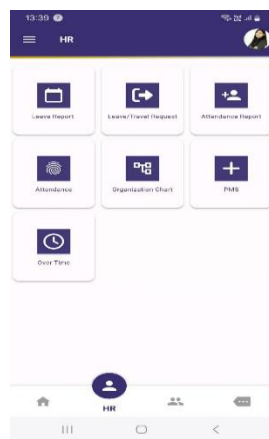 13:39
HR
Leave Report
Leave/Travel Request
Attendance Report
Attendance
Organization Chart
PMS
Over Time
HR